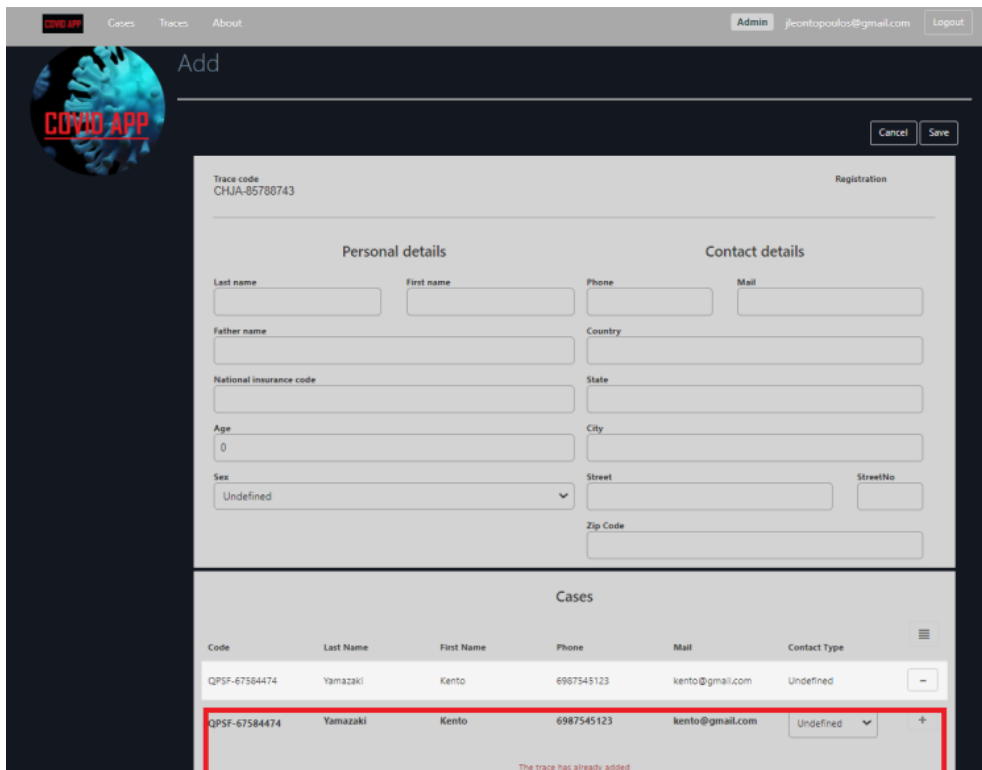 COVID APP Cases Traces About Admin jleontopoulos@gmail.com Logout
Add
COVID APP
Cancel Save
Trace code Registration
CHJA-85788743
Personal details Contact details
Last name First name Phone Mail
Father name Country
National insurance code State
Age City
0
Sex Street StreetNo
Undefined
Zip Code
Cases
Code Last Name First Name Phone Mail Contact Type
QPSF-67584474 Yamazaki Kento 6987545123 kento@gmail.com Undefined −
QPSF-67584474 Yamazaki Kento 6987545123 kento@gmail.com Undefined +
The trace has already added